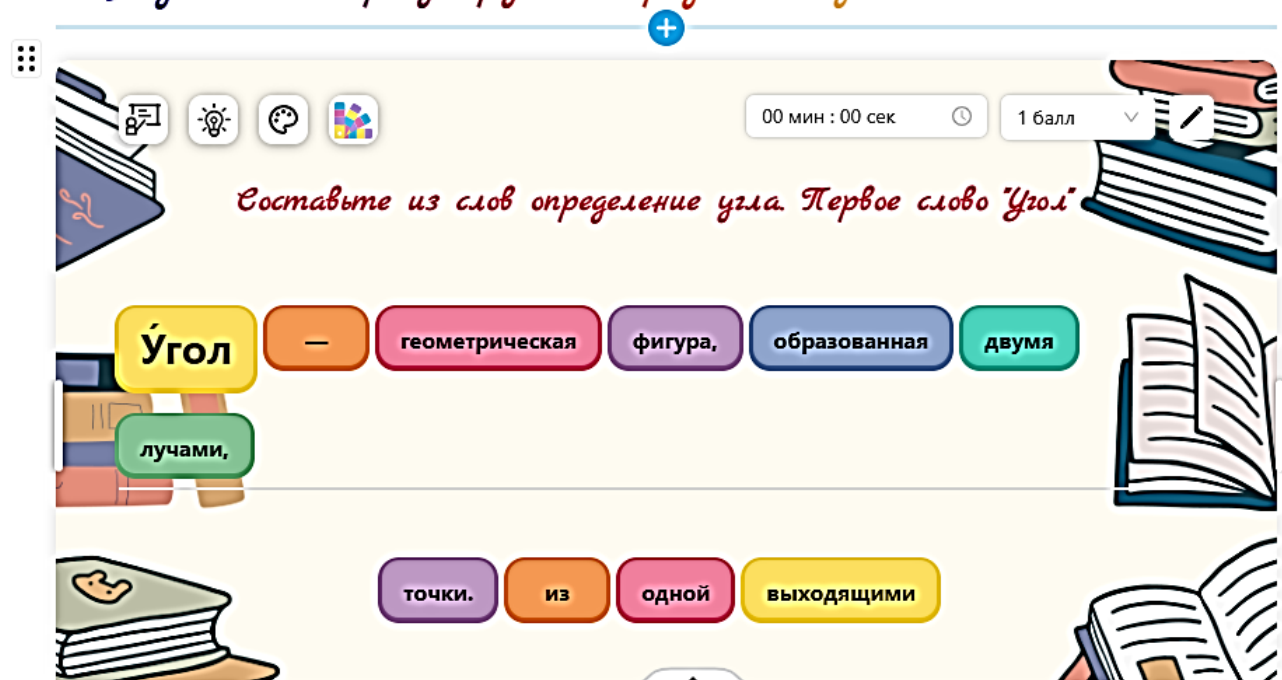 00 мин : 00 сек
1 балл
Составьте из слов определение угла. Первое слово "Угол"
У́гол — геометрическая фигура, образованная двумя
лучами,
точки. из одной выходящими